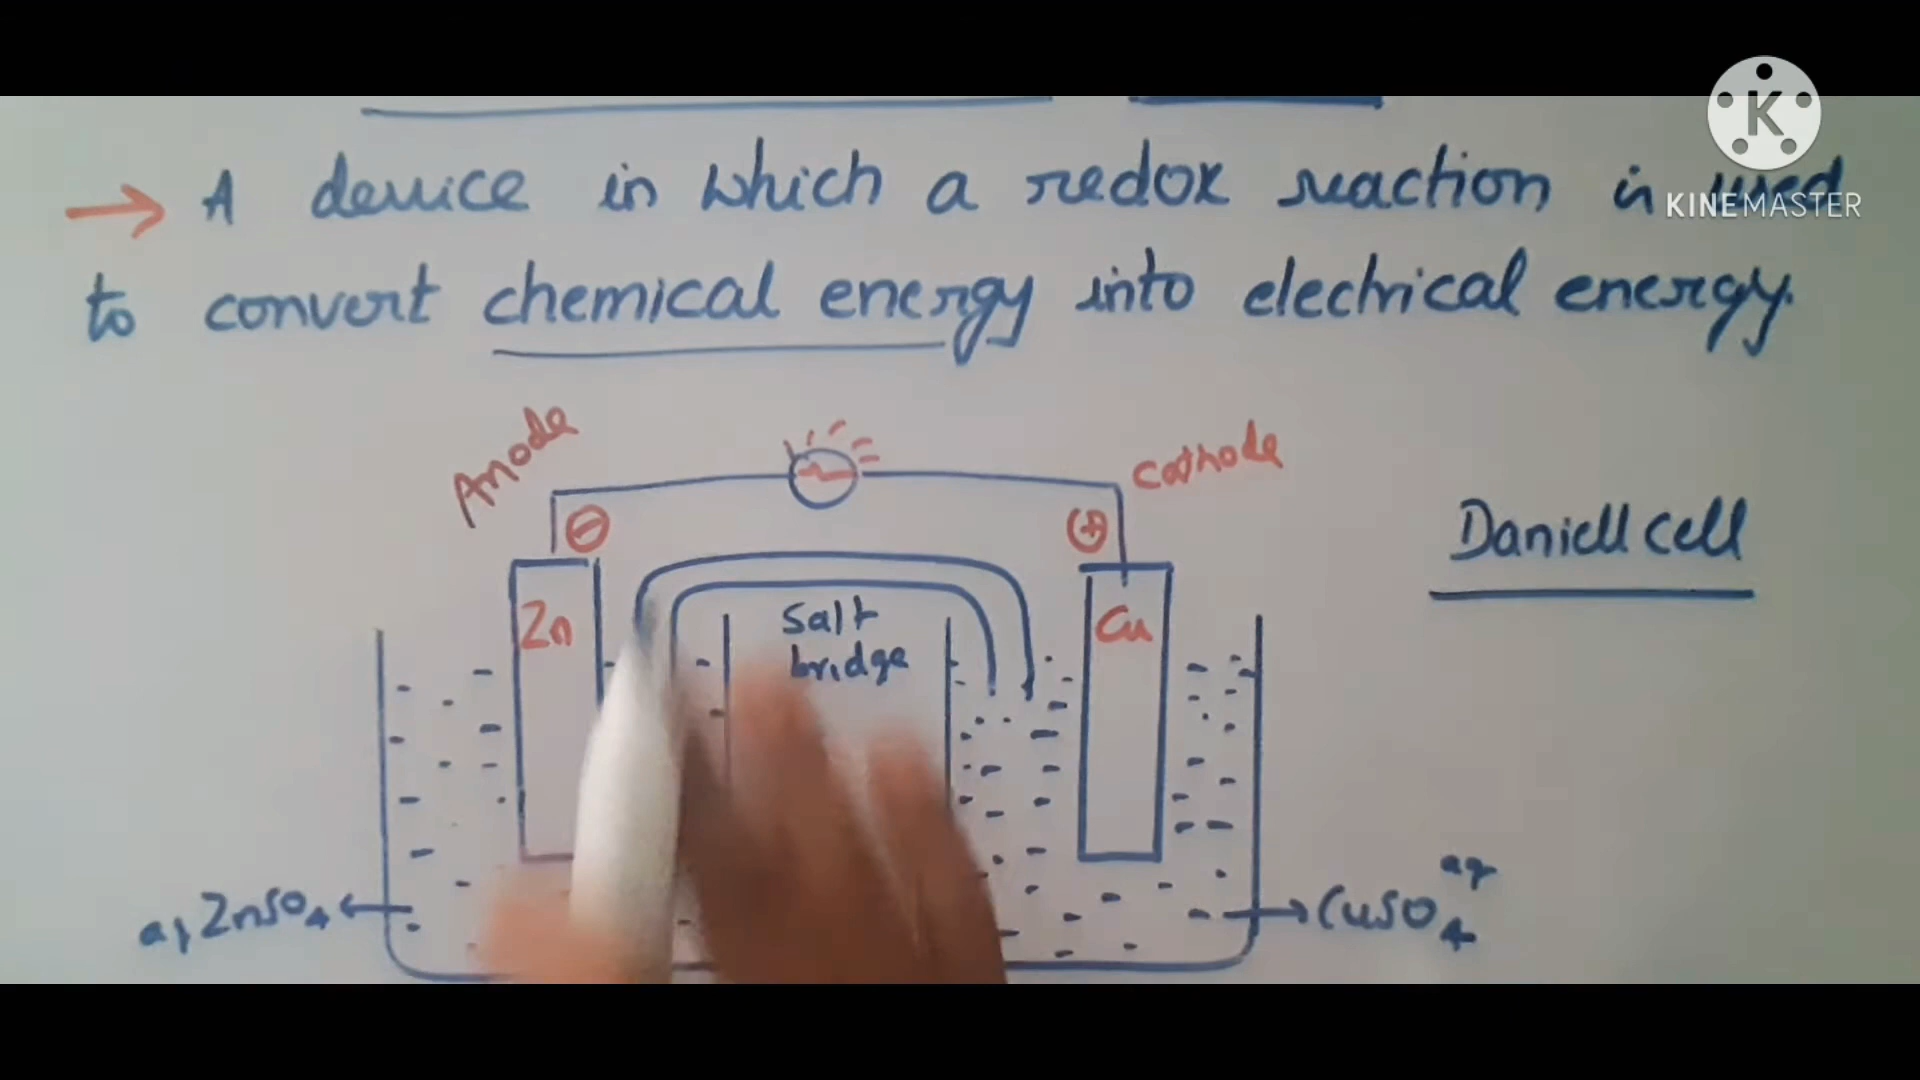 A device in which a redox reaction is used
KINEMASTER
to convert chemical energy into electrical energy.
Anode
Cathode
Daniell cell
Zn
Salt
bridge
Cu
aq ZnSO4
CuSO4 aq